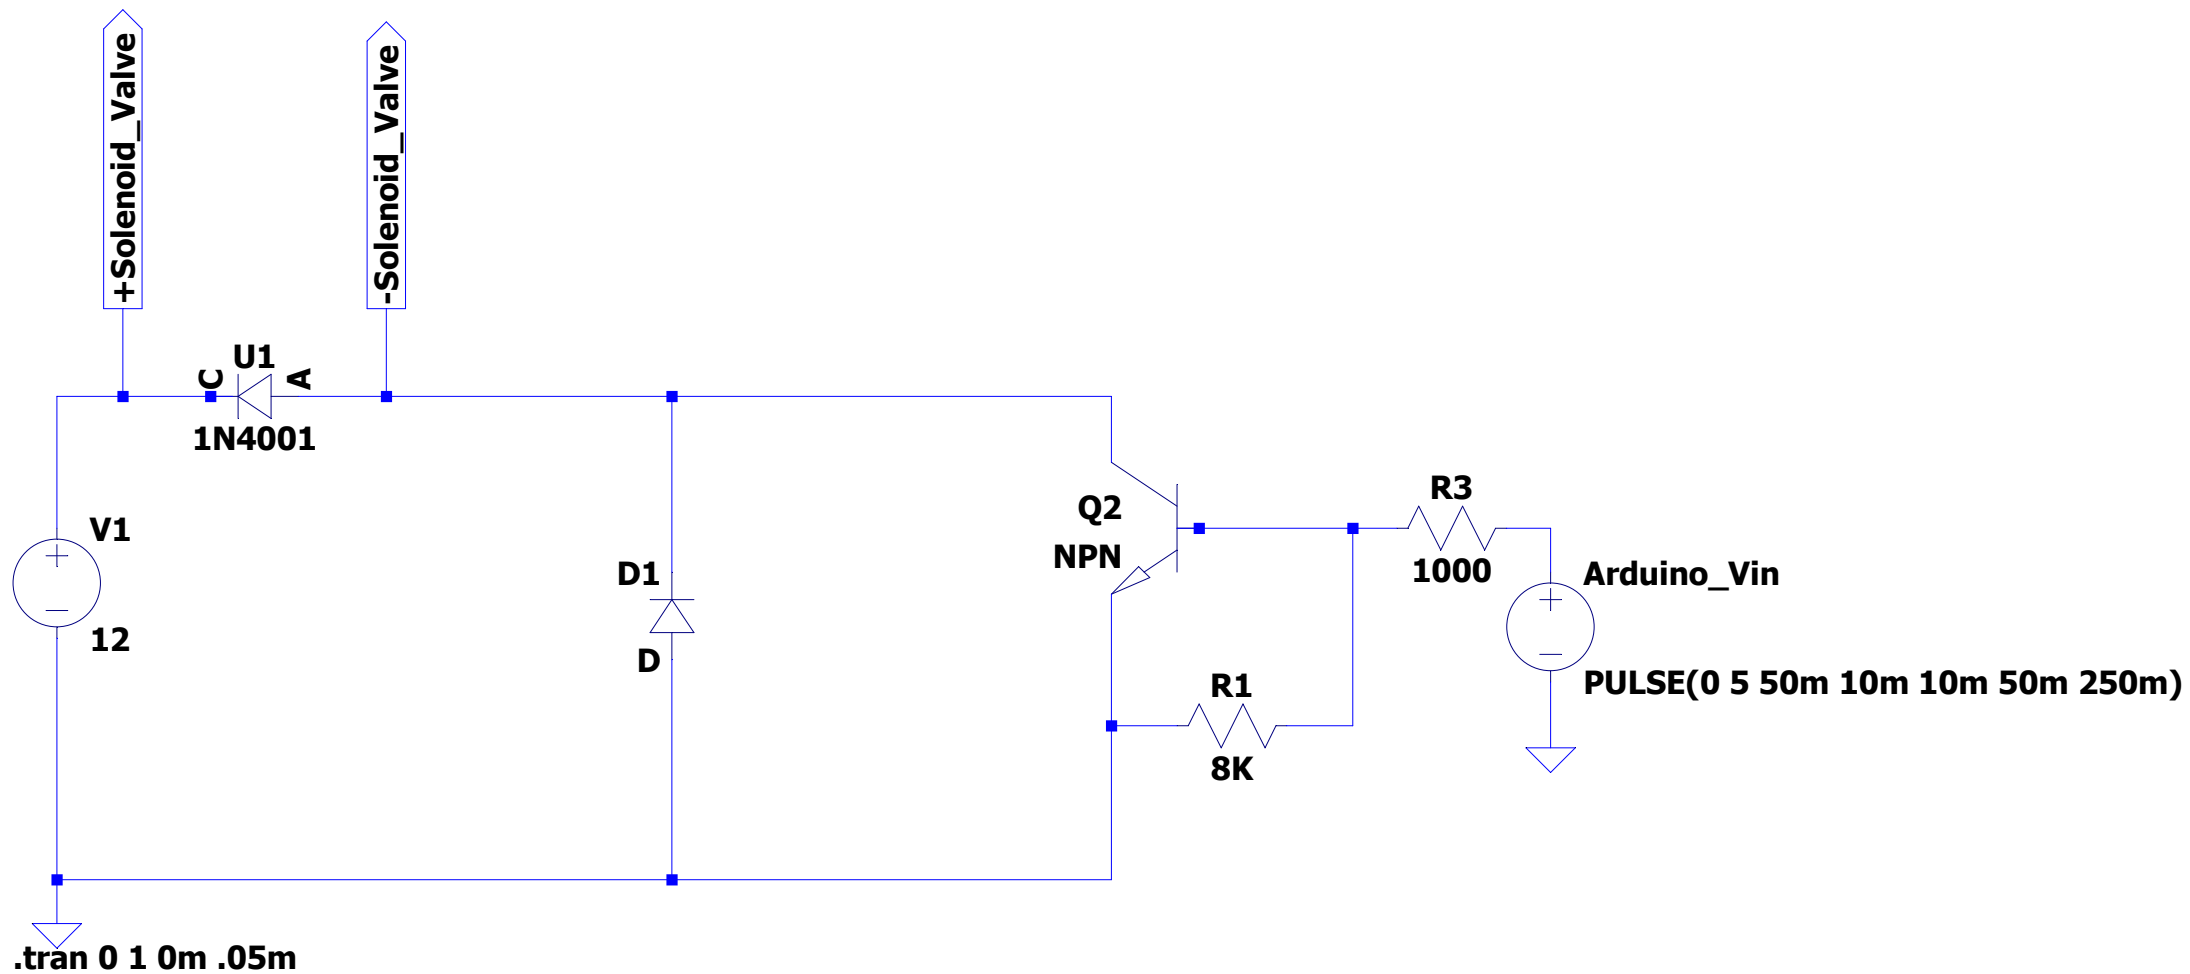 +Solenoid_Valve
-Solenoid_Valve
U1
C
A
1N4001
V1
12
D1
D
Q2
NPN
R3
1000
Arduino_Vin
PULSE(0 5 50m 10m 10m 50m 250m)
R1
8K
.tran 0 1 0m .05m